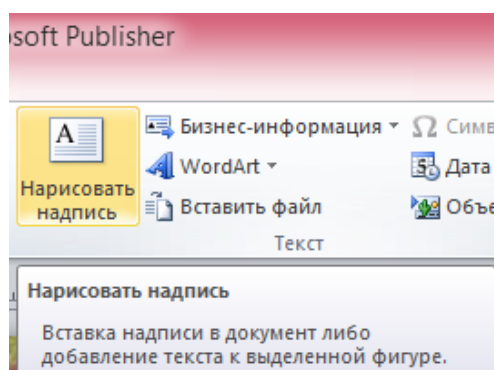 soft Publisher
Нарисовать надпись
Бизнес-информация
WordArt
Вставить файл
Дата
Текст
Нарисовать надпись
Вставка надписи в документ либо
добавление текста к выделенной фигуре.